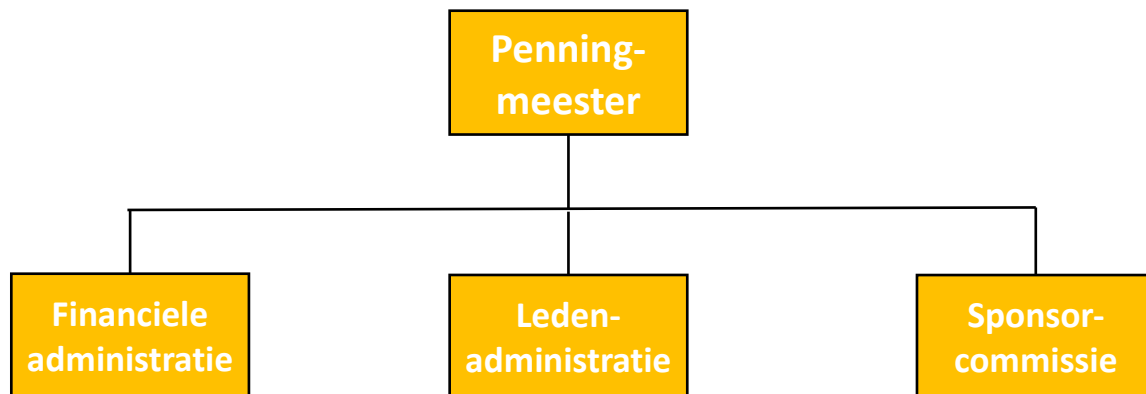 Penning-
meester
Financiele
administratie
Leden-
administratie
Sponsor-
commissie